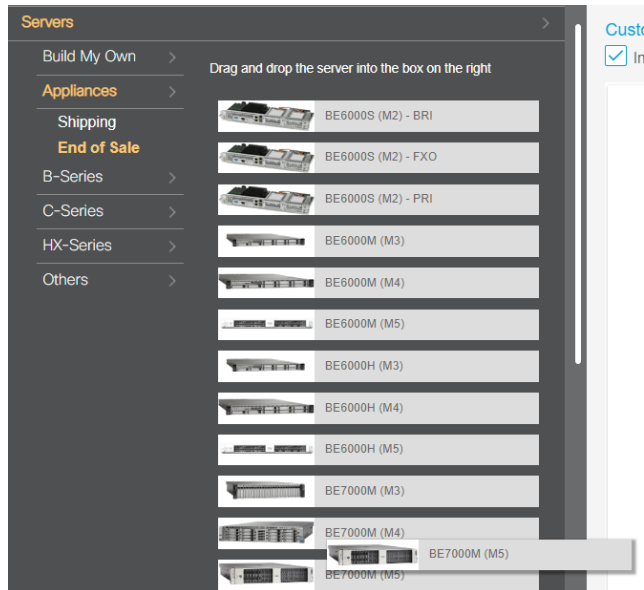 Servers
Build My Own
Appliances
Shipping
End of Sale
B-Series
C-Series
HX-Series
Others
Drag and drop the server into the box on the right
BE6000S (M2) - BRI
BE6000S (M2) - FXO
BE6000S (M2) - PRI
BE6000M (M3)
BE6000M (M4)
BE6000M (M5)
BE6000H (M3)
BE6000H (M4)
BE6000H (M5)
BE7000M (M3)
BE7000M (M4)
BE7000M (M5)
BE7000M (M5)
Custo
In